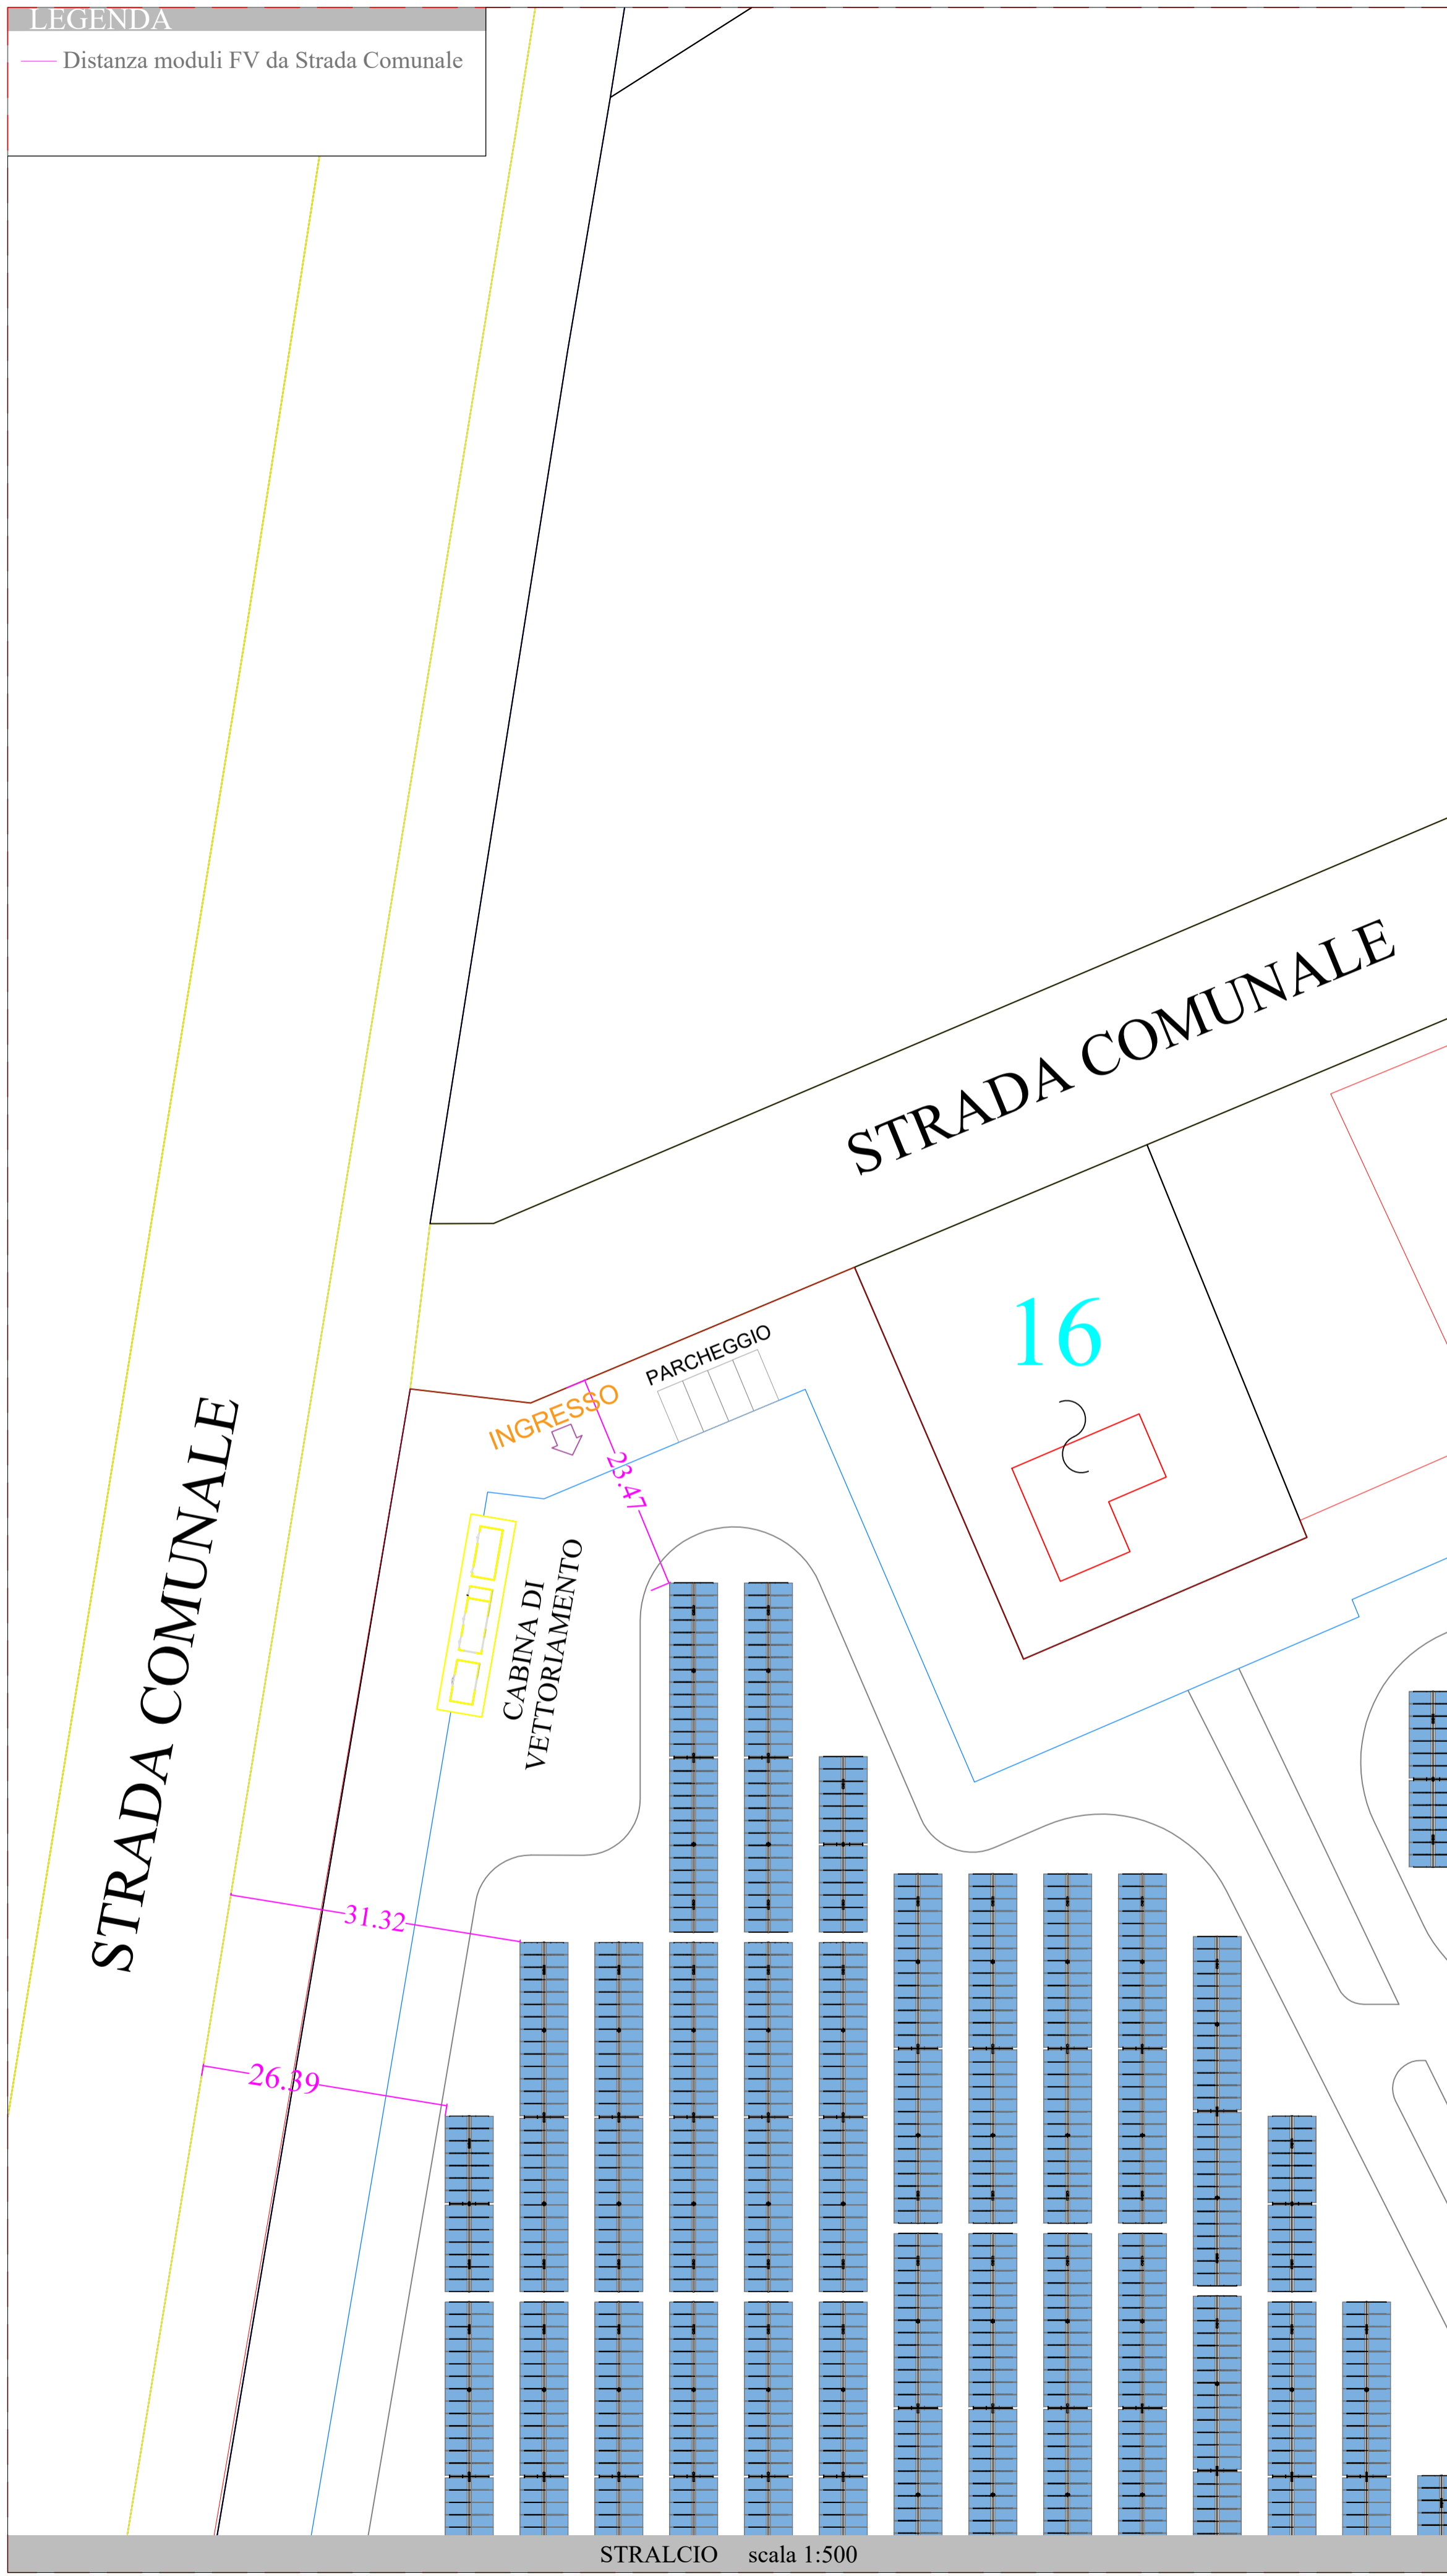 LEGENDA
Distanza moduli FV da Strada Comunale
STRADA COMUNALE
16
PARCHEGGIO
INGRESSO
23.47
CABINA DI
VETTORIAMENTO
STRADA COMUNALE
31.32
26.39
STRALCIO scala 1:500